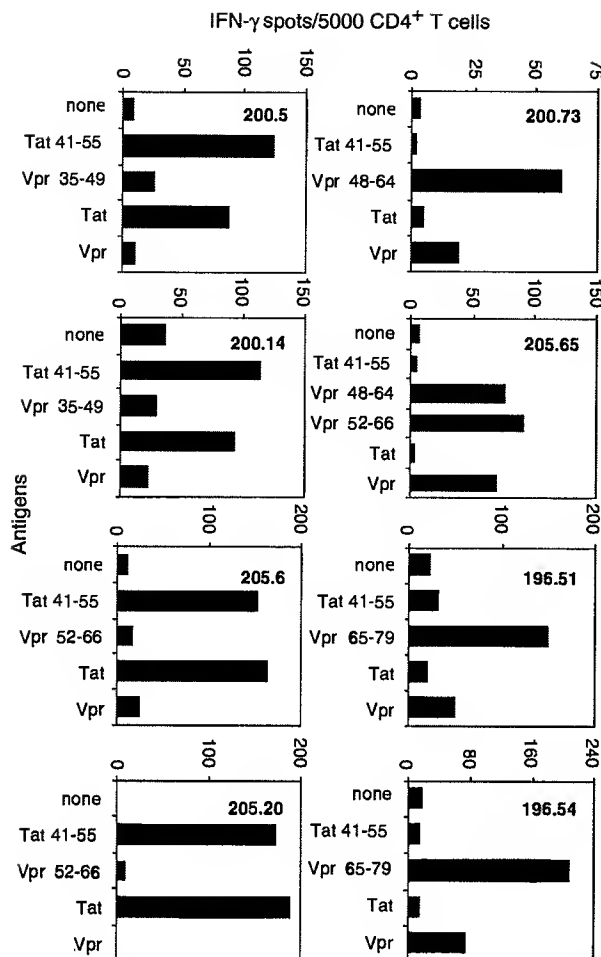 IFN-γ spots/5000 CD4+ T cells
0 50 100 150
200.5
none
Tat 41-55
Vpr 35-49
Tat
Vpr
0 25 50 75
200.73
none
Tat 41-55
Vpr 48-64
Tat
Vpr
0 50 100 150
200.14
none
Tat 41-55
Vpr 35-49
Tat
Vpr
0 50 100 150
205.65
none
Tat 41-55
Vpr 48-64
Vpr 52-66
Tat
Vpr
Antigens
0 100 200
205.6
none
Tat 41-55
Vpr 52-66
Tat
Vpr
0 100 200
196.51
none
Tat 41-55
Vpr 65-79
Tat
Vpr
0 100 200
205.20
none
Tat 41-55
Vpr 52-66
Tat
Vpr
0 80 160 240
196.54
none
Tat 41-55
Vpr 65-79
Tat
Vpr